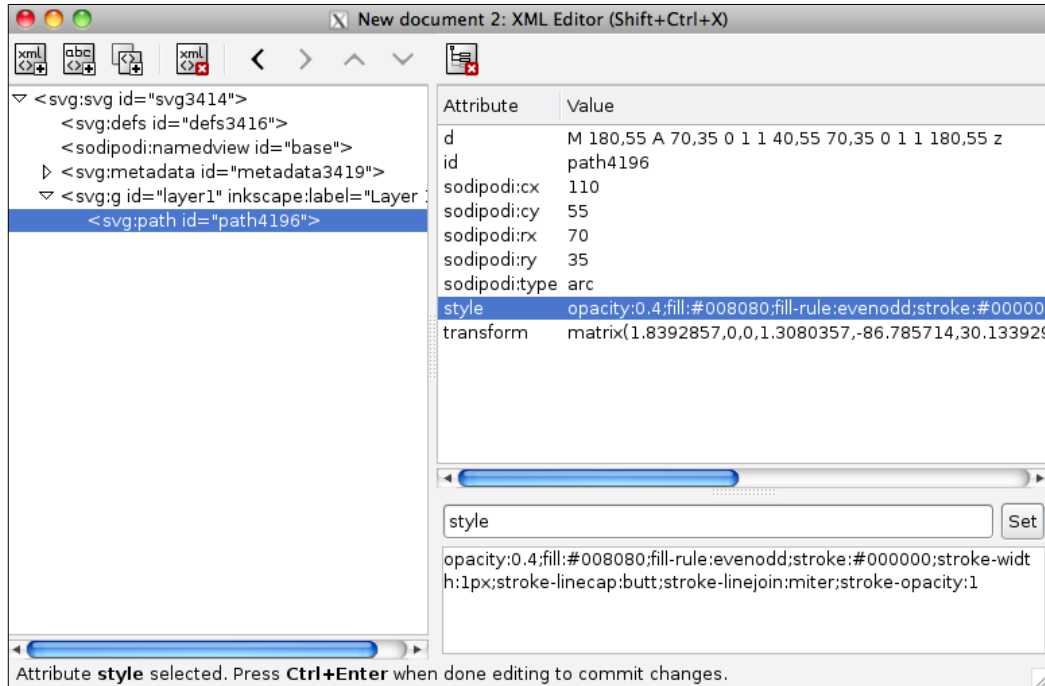 New document 2: XML Editor (Shift+Ctrl+X)
xml abc xml
<svg:svg id="svg3414">
<svg:defs id="defs3416">
<sodipodi:namedview id="base">
<svg:metadata id="metadata3419">
<svg:g id="layer1" inkscape:label="Layer
<svg:path id="path4196">
Attribute Value
d M 180,55 A 70,35 0 1 1 40,55 70,35 0 1 1 180,55 z
id path4196
sodipodi:cx 110
sodipodi:cy 55
sodipodi:rx 70
sodipodi:ry 35
sodipodi:type arc
style opacity:0.4;fill:#008080;fill-rule:evenodd;stroke:#00000
transform matrix(1.8392857,0,0,1.3080357,-86.785714,30.133929
style Set
opacity:0.4;fill:#008080;fill-rule:evenodd;stroke:#000000;stroke-widt
h:1px;stroke-linecap:butt;stroke-linejoin:miter;stroke-opacity:1
Attribute style selected. Press Ctrl+Enter when done editing to commit changes.